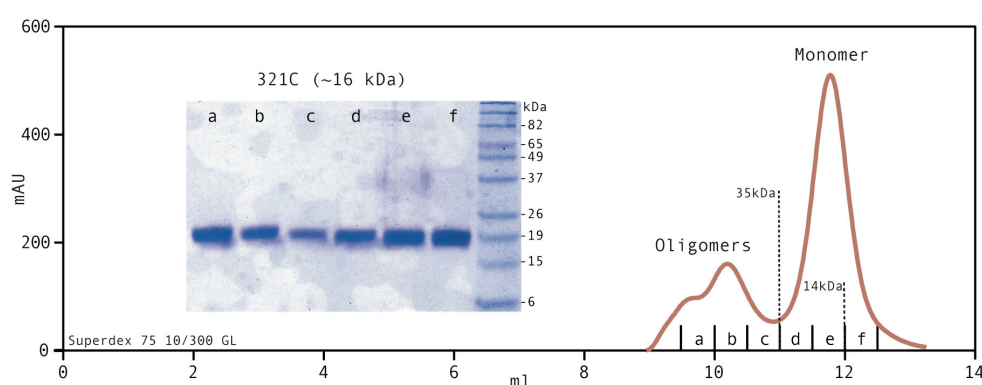 600
400
200
0
mAU
321C (~16 kDa)
a b c d e f
kDa
82
65
49
37
26
19
15
6
Monomer
35kDa
Oligomers
14kDa
a b c d e f
Superdex 75 10/300 GL
0 2 4 6 8 10 12 14
ml